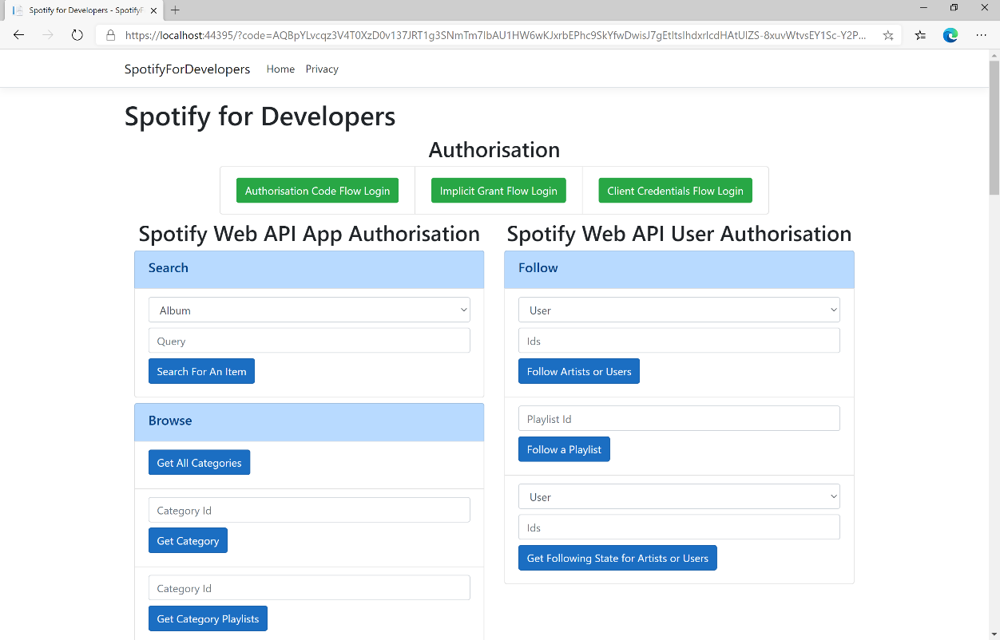 Spotify for Developers - SpotifyF
https://localhost:44395/?code=AQBpYLvcqz3V4T0XzD0v137JRT1g3SNmTm7IbAU1HW6wKJxrbEPhc9SkYfwDwisJ7gEtItsIhdxrlcdHAtUIZS-8xuvWtvsEY1Sc-Y2P...
SpotifyForDevelopers Home Privacy
Spotify for Developers
Authorisation
Authorisation Code Flow Login
Implicit Grant Flow Login
Client Credentials Flow Login
Spotify Web API App Authorisation
Search
Album
Query
Search For An Item
Browse
Get All Categories
Category Id
Get Category
Category Id
Get Category Playlists
Spotify Web API User Authorisation
Follow
User
Ids
Follow Artists or Users
Playlist Id
Follow a Playlist
User
Ids
Get Following State for Artists or Users